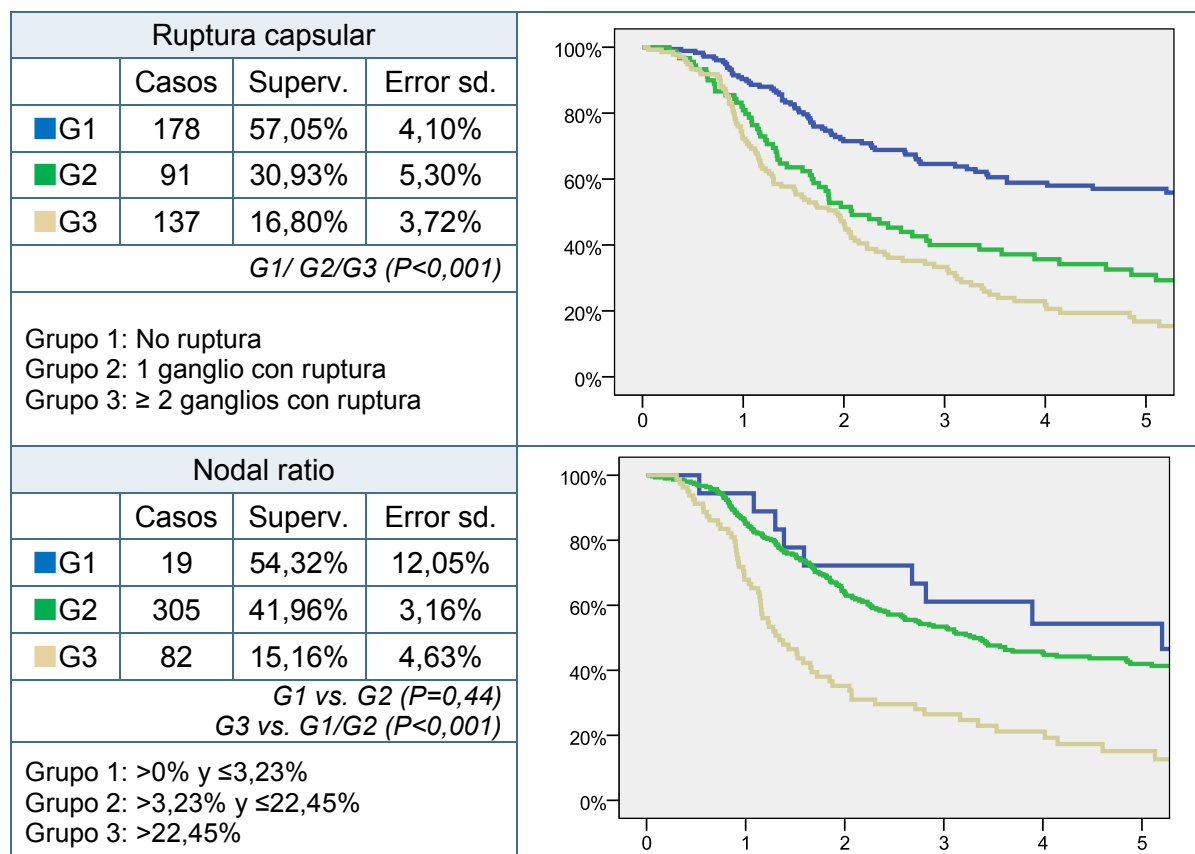 Ruptura capsular
Casos Superv. Error sd.
G1 178 57,05% 4,10%
G2 91 30,93% 5,30%
G3 137 16,80% 3,72%
G1/ G2/G3 (P<0,001)
Grupo 1: No ruptura
Grupo 2: 1 ganglio con ruptura
Grupo 3: ≥ 2 ganglios con ruptura
100%
80%
60%
40%
20%
0%
0 1 2 3 4 5
Nodal ratio
Casos Superv. Error sd.
G1 19 54,32% 12,05%
G2 305 41,96% 3,16%
G3 82 15,16% 4,63%
G1 vs. G2 (P=0,44)
G3 vs. G1/G2 (P<0,001)
Grupo 1: >0% y ≤3,23%
Grupo 2: >3,23% y ≤22,45%
Grupo 3: >22,45%
100%
80%
60%
40%
20%
0%
0 1 2 3 4 5